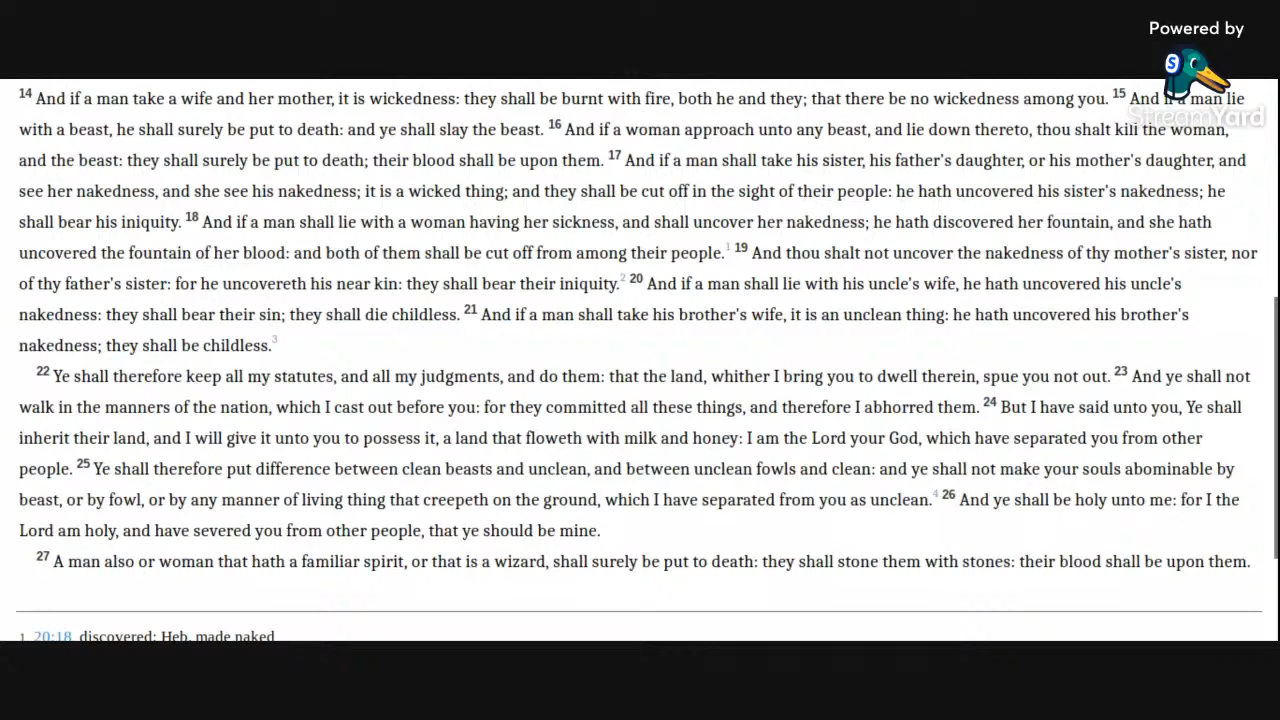 Powered by
StreamYard
14 And if a man take a wife and her mother, it is wickedness: they shall be burnt with fire, both he and they; that there be no wickedness among you. 15 And if a man lie
with a beast, he shall surely be put to death: and ye shall slay the beast. 16 And if a woman approach unto any beast, and lie down thereto, thou shalt kill the woman,
and the beast: they shall surely be put to death; their blood shall be upon them. 17 And if a man shall take his sister, his father's daughter, or his mother's daughter, and
see her nakedness, and she see his nakedness; it is a wicked thing; and they shall be cut off in the sight of their people: he hath uncovered his sister's nakedness; he
shall bear his iniquity. 18 And if a man shall lie with a woman having her sickness, and shall uncover her nakedness; he hath discovered her fountain, and she hath
uncovered the fountain of her blood: and both of them shall be cut off from among their people.1 19 And thou shalt not uncover the nakedness of thy mother's sister, nor
of thy father's sister: for he uncovereth his near kin: they shall bear their iniquity.2 20 And if a man shall lie with his uncle's wife, he hath uncovered his uncle's
nakedness: they shall bear their sin; they shall die childless. 21 And if a man shall take his brother's wife, it is an unclean thing: he hath uncovered his brother's
nakedness; they shall be childless.3
22 Ye shall therefore keep all my statutes, and all my judgments, and do them: that the land, whither I bring you to dwell therein, spue you not out. 23 And ye shall not
walk in the manners of the nation, which I cast out before you: for they committed all these things, and therefore I abhorred them. 24 But I have said unto you, Ye shall
inherit their land, and I will give it unto you to possess it, a land that floweth with milk and honey: I am the Lord your God, which have separated you from other
people. 25 Ye shall therefore put difference between clean beasts and unclean, and between unclean fowls and clean: and ye shall not make your souls abominable by
beast, or by fowl, or by any manner of living thing that creepeth on the ground, which I have separated from you as unclean.4 26 And ye shall be holy unto me: for I the
Lord am holy, and have severed you from other people, that ye should be mine.
27 A man also or woman that hath a familiar spirit, or that is a wizard, shall surely be put to death: they shall stone them with stones: their blood shall be upon them.
1 20:18 discovered: Heb. made naked